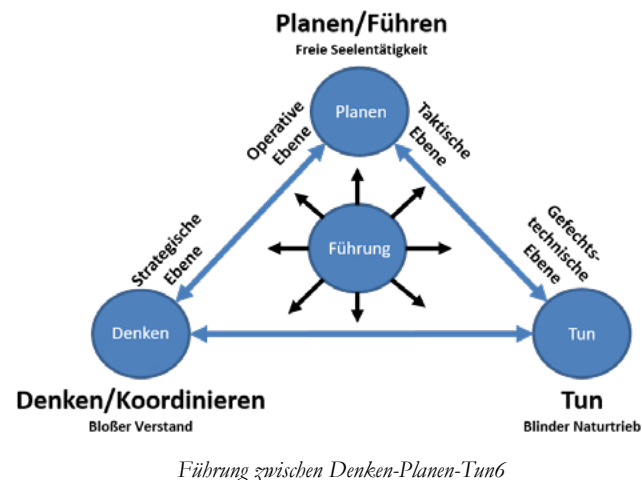 Planen/Führen
Freie Seelentätigkeit
Planen
Operative
Ebene
Taktische
Ebene
Führung
Strategische
Ebene
Gefechts-
technische
Ebene
Denken
Tun
Denken/Koordinieren
Bloßer Verstand
Tun
Blinder Naturtrieb
Führung zwischen Denken-Planen-Tun6